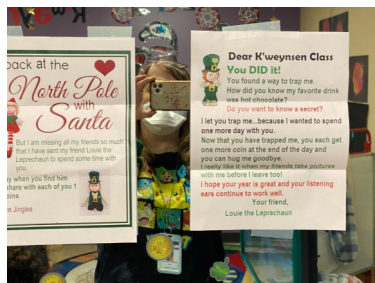 back at the
North Pole
with
Santa
But I am missing all my friends so much
that I have sent my friend Louie the
Leprechaun to spend some time with
you.
y when you find him
share with each of you 1
oins
ve Jingles
Dear K'weynsen Class
You DID it!
You found a way to trap me.
How did you know my favorite drink
was hot chocolate?
Do you want to know a secret?
I let you trap me...because I wanted to spend
one more day with you.
Now that you have trapped me, you each get
one more coin at the end of the day and
you can hug me goodbye.
I really like it when my friends take pictures
with me before I leave too!
I hope your year is great and your listening
ears continue to work well.
Your friend,
Louie the Leprechaun